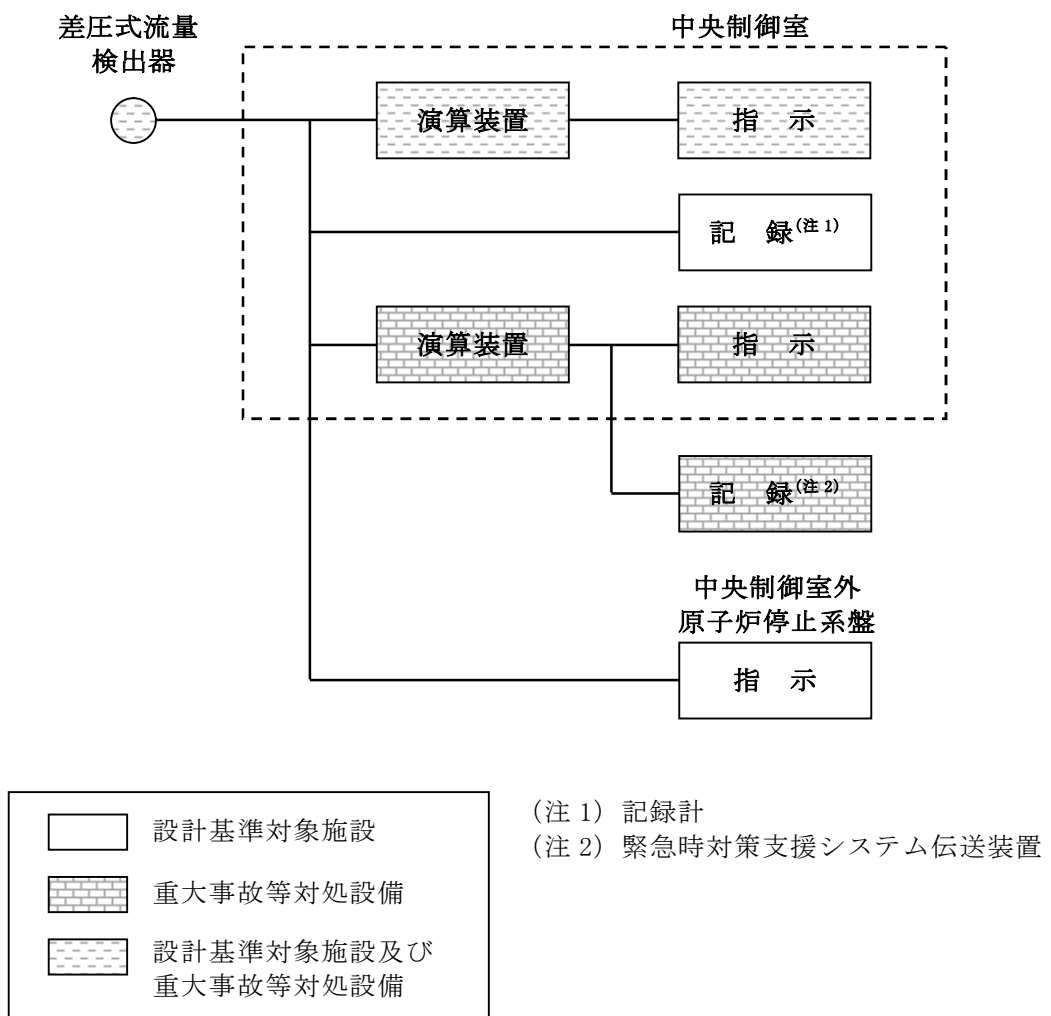 差圧式流量
検出器
中央制御室
演算装置
指 示
記 録(注 1)
演算装置
指 示
記 録(注 2)
中央制御室外
原子炉停止系盤
指 示
設計基準対象施設
重大事故等対処設備
設計基準対象施設及び
重大事故等対処設備
(注 1) 記録計
(注 2) 緊急時対策支援システム伝送装置